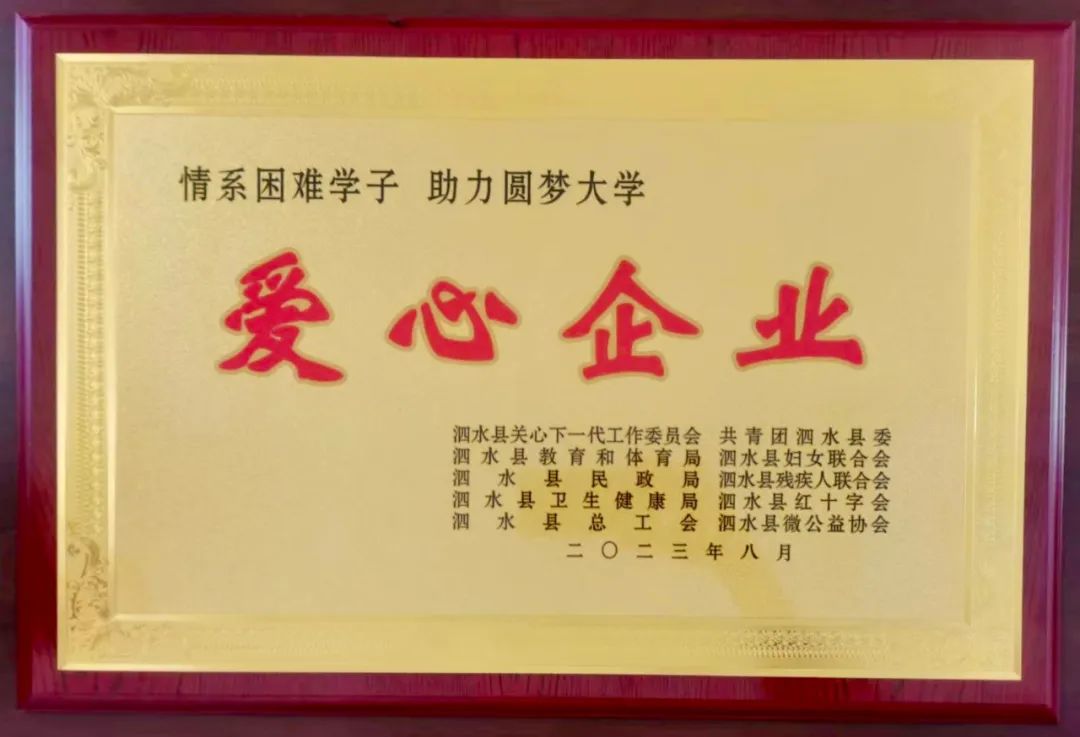 情系困难学子 助力圆梦大学
爱心企业
泗水县关心下一代工作委员会 共青团泗水县委
泗水县教育和体育局 泗水县妇女联合会
泗水县民政局 泗水县残疾人联合会
泗水县卫生健康局 泗水县红十字会
泗水县总工会 泗水县微公益协会
二〇二三年八月